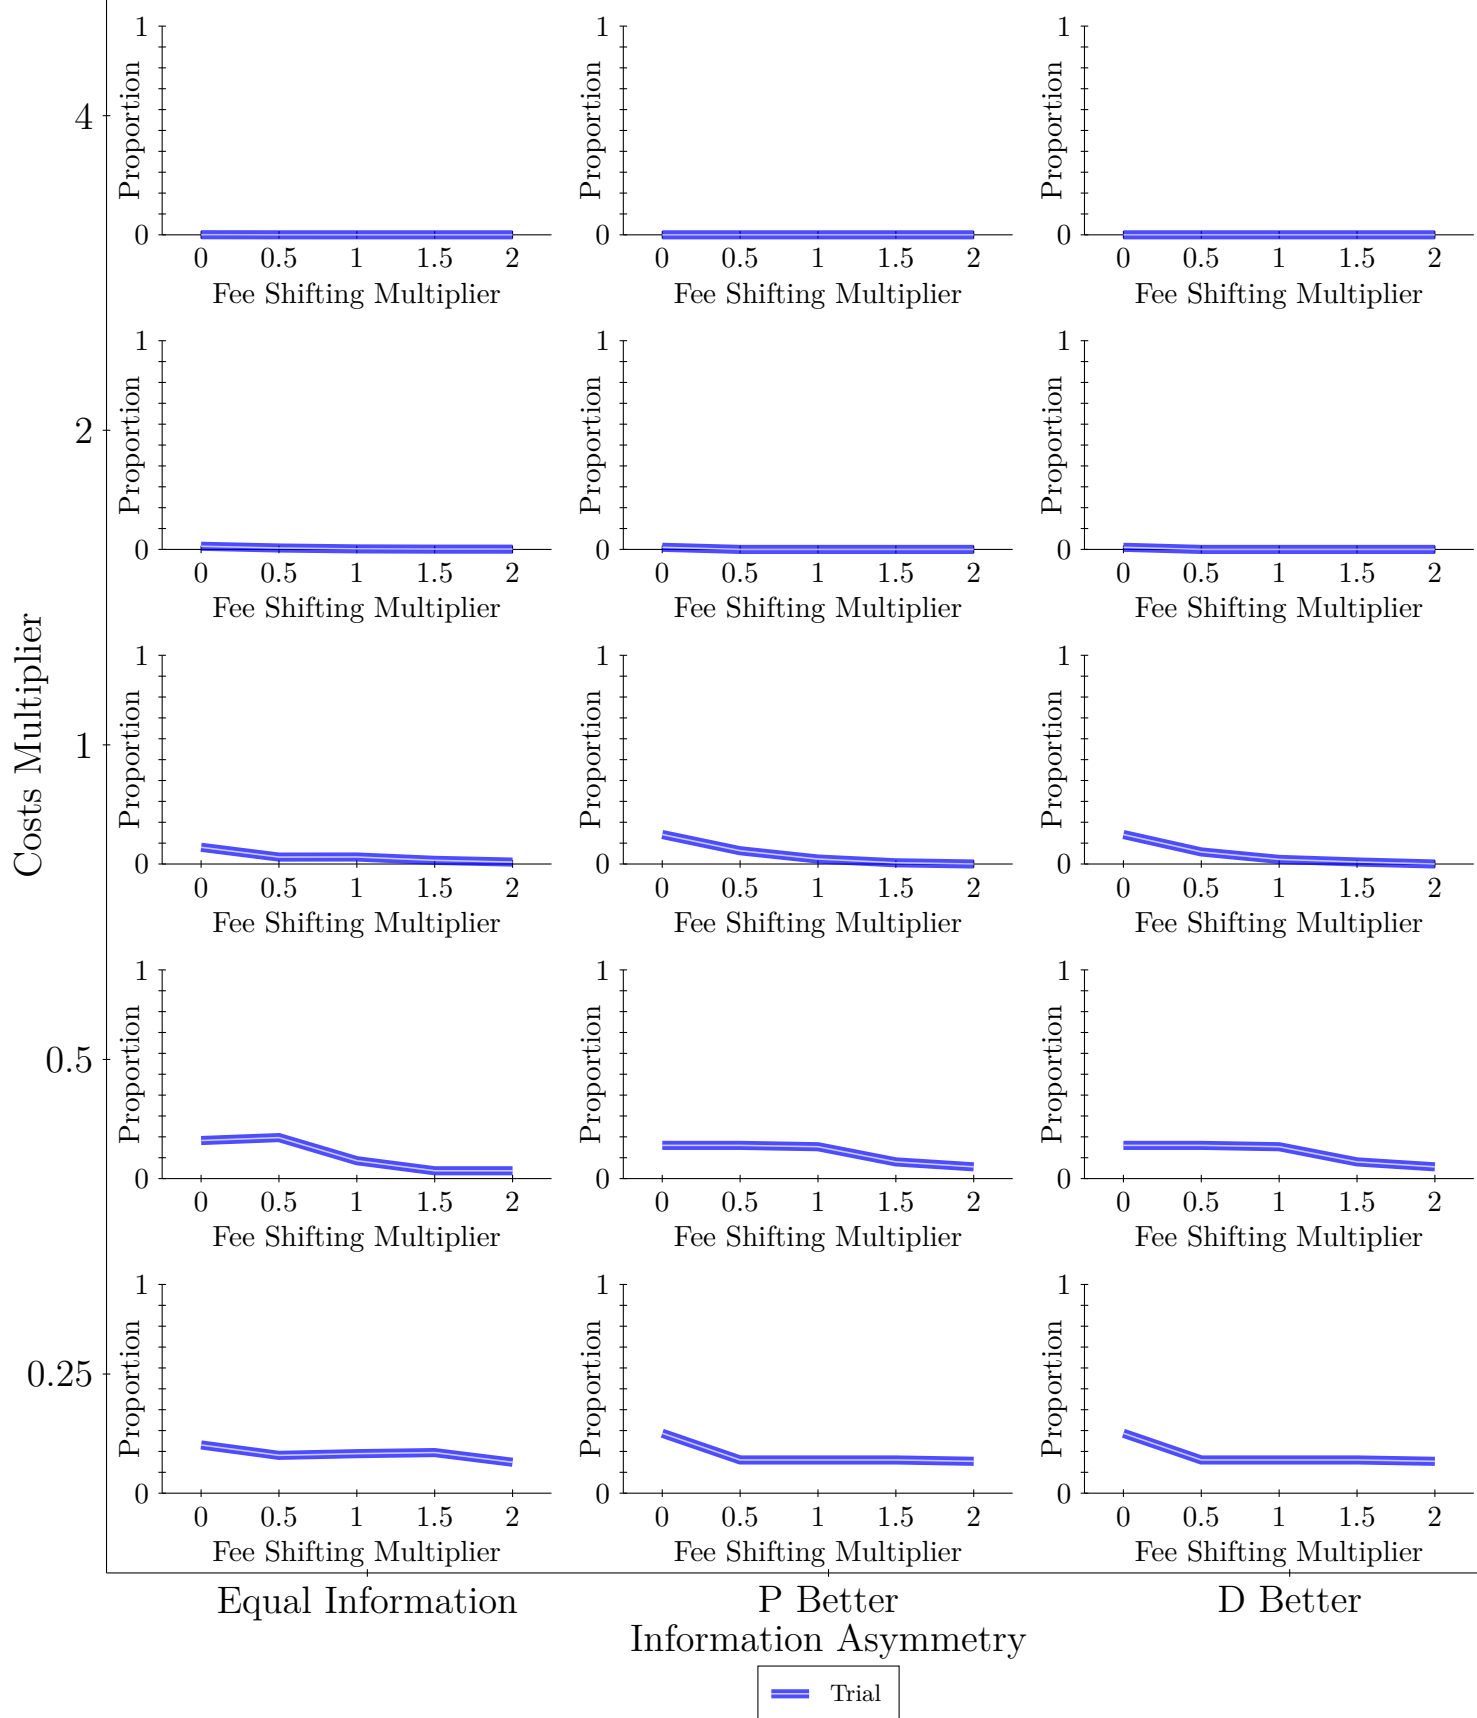 Costs Multiplier
4
1
Proportion
0
0 0.5 1 1.5 2
Fee Shifting Multiplier
1
Proportion
0
0 0.5 1 1.5 2
Fee Shifting Multiplier
1
Proportion
0
0 0.5 1 1.5 2
Fee Shifting Multiplier
2
1
Proportion
0
0 0.5 1 1.5 2
Fee Shifting Multiplier
1
Proportion
0
0 0.5 1 1.5 2
Fee Shifting Multiplier
1
Proportion
0
0 0.5 1 1.5 2
Fee Shifting Multiplier
1
1
Proportion
0
0 0.5 1 1.5 2
Fee Shifting Multiplier
1
Proportion
0
0 0.5 1 1.5 2
Fee Shifting Multiplier
1
Proportion
0
0 0.5 1 1.5 2
Fee Shifting Multiplier
0.5
1
Proportion
0
0 0.5 1 1.5 2
Fee Shifting Multiplier
1
Proportion
0
0 0.5 1 1.5 2
Fee Shifting Multiplier
1
Proportion
0
0 0.5 1 1.5 2
Fee Shifting Multiplier
0.25
1
Proportion
0
0 0.5 1 1.5 2
Fee Shifting Multiplier
1
Proportion
0
0 0.5 1 1.5 2
Fee Shifting Multiplier
1
Proportion
0
0 0.5 1 1.5 2
Fee Shifting Multiplier
Equal Information
P Better
D Better
Information Asymmetry
Trial